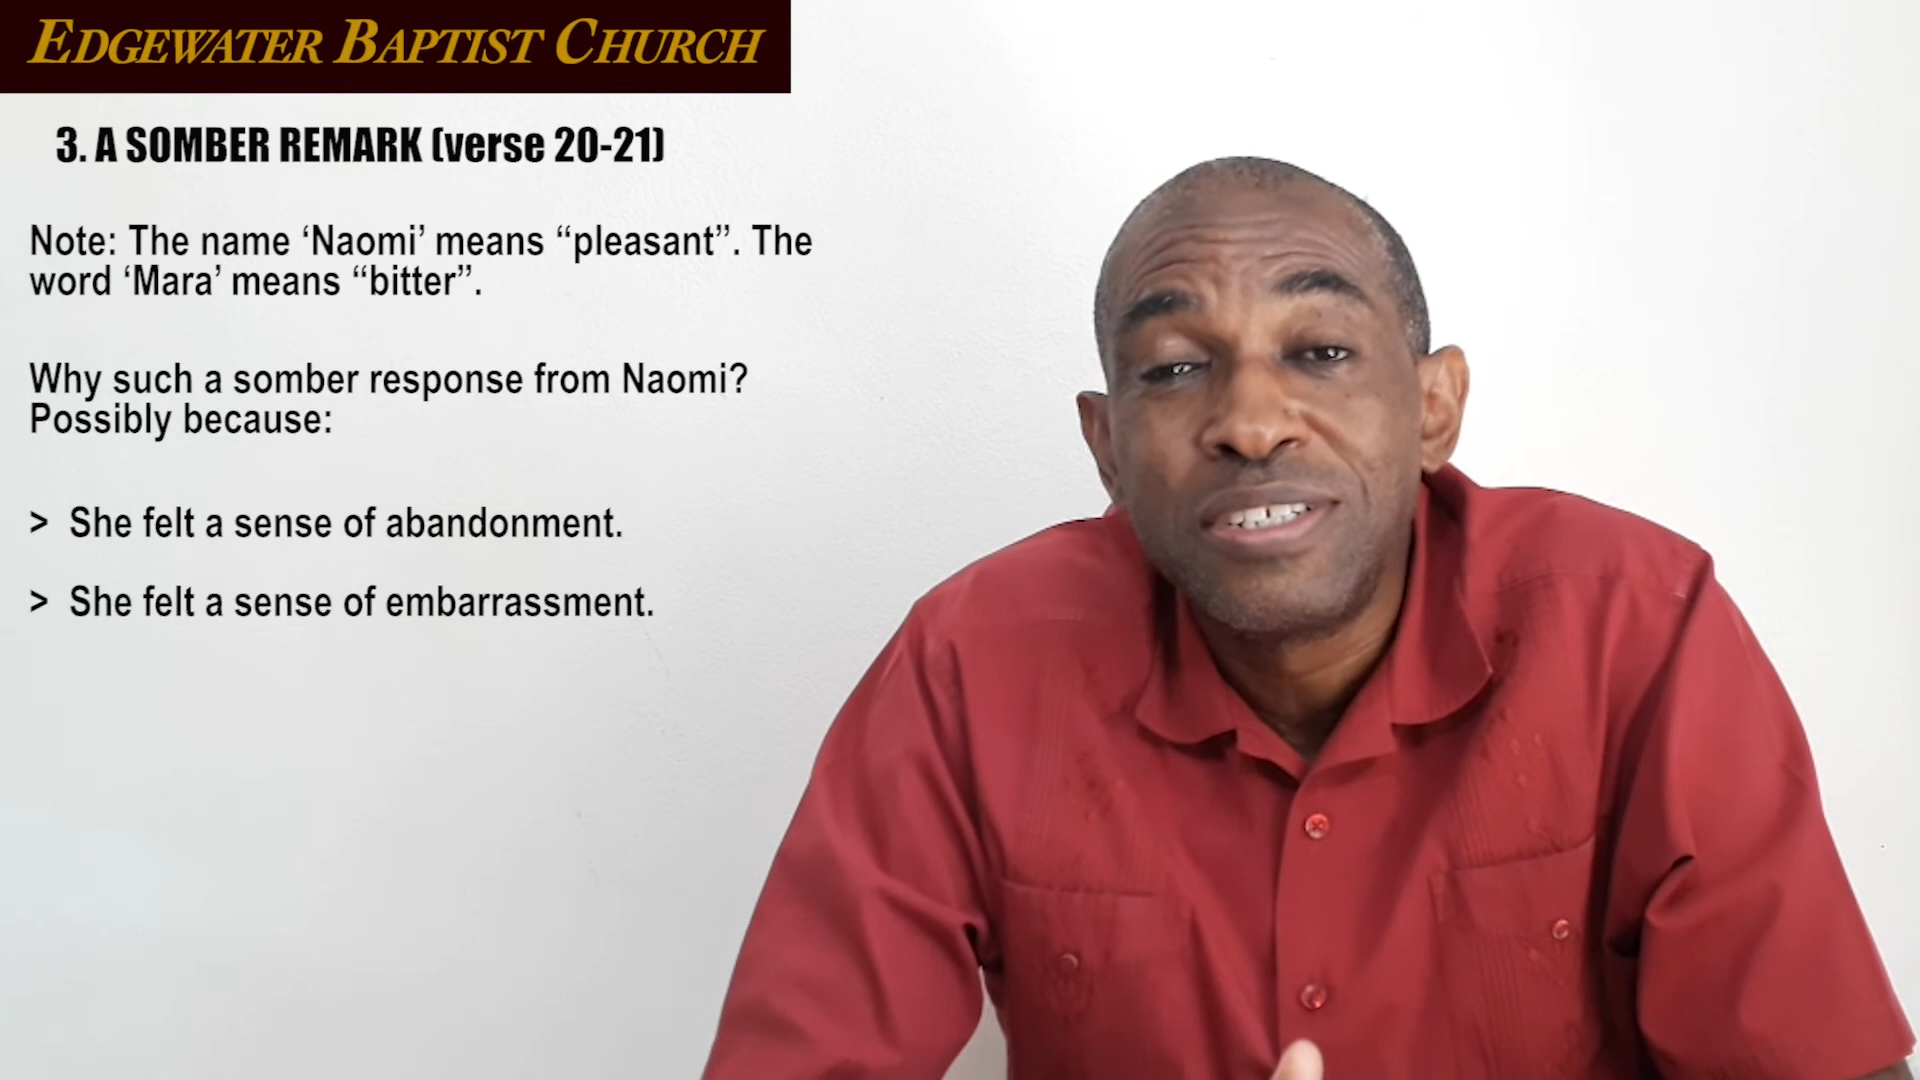 EDGEWATER BAPTIST CHURCH
3. A SOMBER REMARK (verse 20-21)
Note: The name ‘Naomi’ means “pleasant”. The
word ‘Mara’ means “bitter”.
Why such a somber response from Naomi?
Possibly because:
> She felt a sense of abandonment.
> She felt a sense of embarrassment.